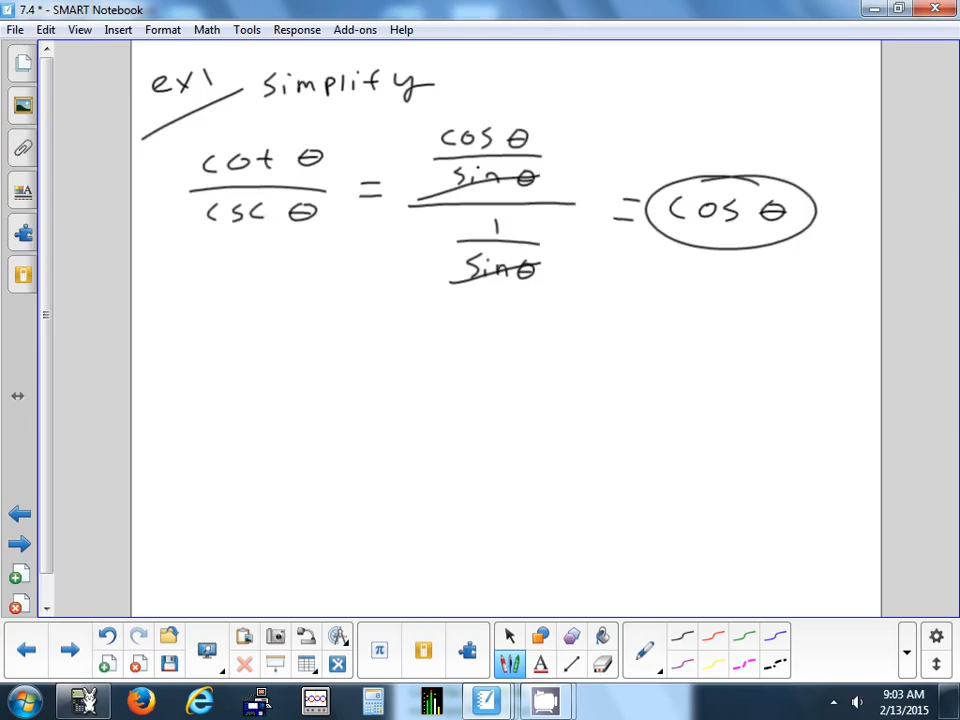 7.4 * - SMART Notebook
File Edit View Insert Format Math Tools Response Add-ons Help
ex1 simplify
cot θ / csc θ = (cos θ / sin θ) / (1 / sin θ) = cos θ
π
A
9:03 AM
2/13/2015